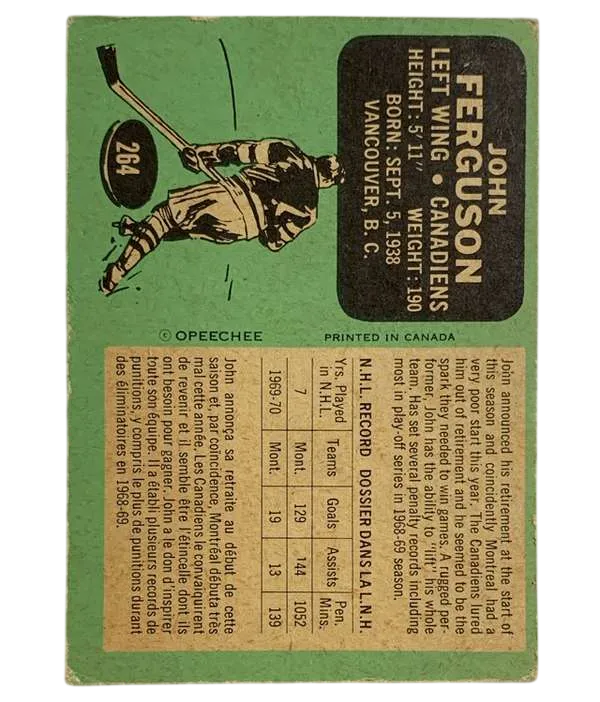 JOHN
FERGUSON
LEFT WING • CANADIENS
HEIGHT: 5' 11" WEIGHT: 190
BORN: SEPT. 5, 1938
VANCOUVER, B. C.
264
© OPEECHEE
PRINTED IN CANADA
John announced his retirement at the start of
this season and coincidently Montreal had a
very poor start this year. The Canadiens lured
him out of retirement and he seemed to be the
spark they needed to win games. A rugged per-
former, John has the ability to "lift" his whole
team. Has set several penalty records including
most in play-off series in 1968-69 season.
N.H.L. RECORD DOSSIER DANS LA L.N.H.
Yrs. Played in N.H.L. Teams Goals Assists Pen. Mins.
7 Mont. 129 144 1052
1969-70 Mont. 19 13 139
John annonça sa retraite au début de cette
saison et, par coïncidence, Montréal débuta très
mal cette année. Les Canadiens le convainquirent
de revenir et il semble être l'étincelle dont ils
ont besoin pour gagner. John a le don d'inspirer
toute son équipe. Il a établi plusieurs records de
punitions, y compris le plus de punitions durant
des éliminatoires en 1968-69.